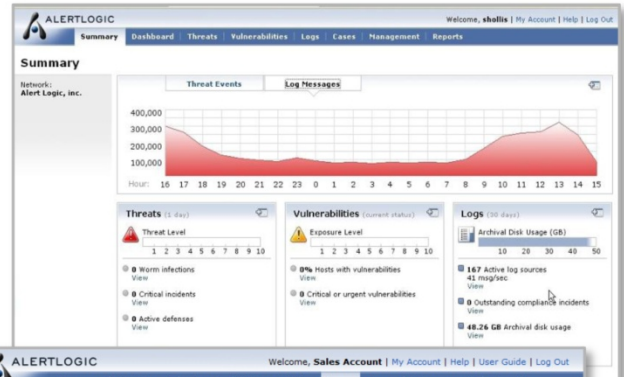 ALERTLOGIC
Welcome, shollis | My Account | Help | Log Out
Summary Dashboard Threats Vulnerabilities Logs Cases Management Reports
Summary
Network:
Alert Logic, inc.
Threat Events Log Messages
400,000
300,000
200,000
100,000
Hour: 16 17 18 19 20 21 22 23 0 1 2 3 4 5 6 7 8 9 10 11 12 13 14 15
Threats (1 day)
Threat Level
1 2 3 4 5 6 7 8 9 10
0 Worm infections
View
0 Critical incidents
View
0 Active defenses
View
Vulnerabilities (current status)
Exposure Level
1 2 3 4 5 6 7 8 9 10
0% Hosts with vulnerabilities
View
0 Critical or urgent vulnerabilities
View
Logs (30 days)
Archival Disk Usage (GB)
10 20 30 40 50
167 Active log sources
41 msg/sec
View
0 Outstanding compliance incidents
View
48.26 GB Archival disk usage
View
ALERTLOGIC
Welcome, Sales Account | My Account | Help | User Guide | Log Out